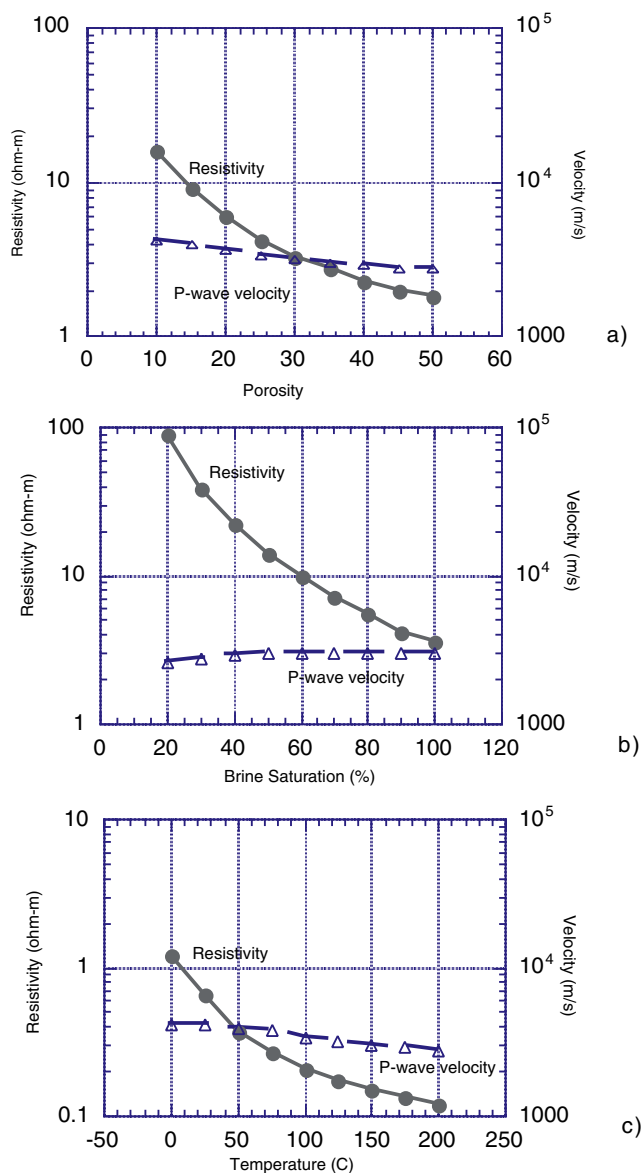 100
10
1
Resistivity (ohm-m)
Resistivity
P-wave velocity
10^5
10^4
1000
Velocity (m/s)
0 10 20 30 40 50 60
Porosity
a)
100
10
1
Resistivity (ohm-m)
Resistivity
P-wave velocity
10^5
10^4
1000
Velocity (m/s)
0 20 40 60 80 100 120
Brine Saturation (%)
b)
10
1
0.1
Resistivity (ohm-m)
Resistivity
P-wave velocity
10^5
10^4
1000
Velocity (m/s)
-50 0 50 100 150 200 250
Temperature (C)
c)